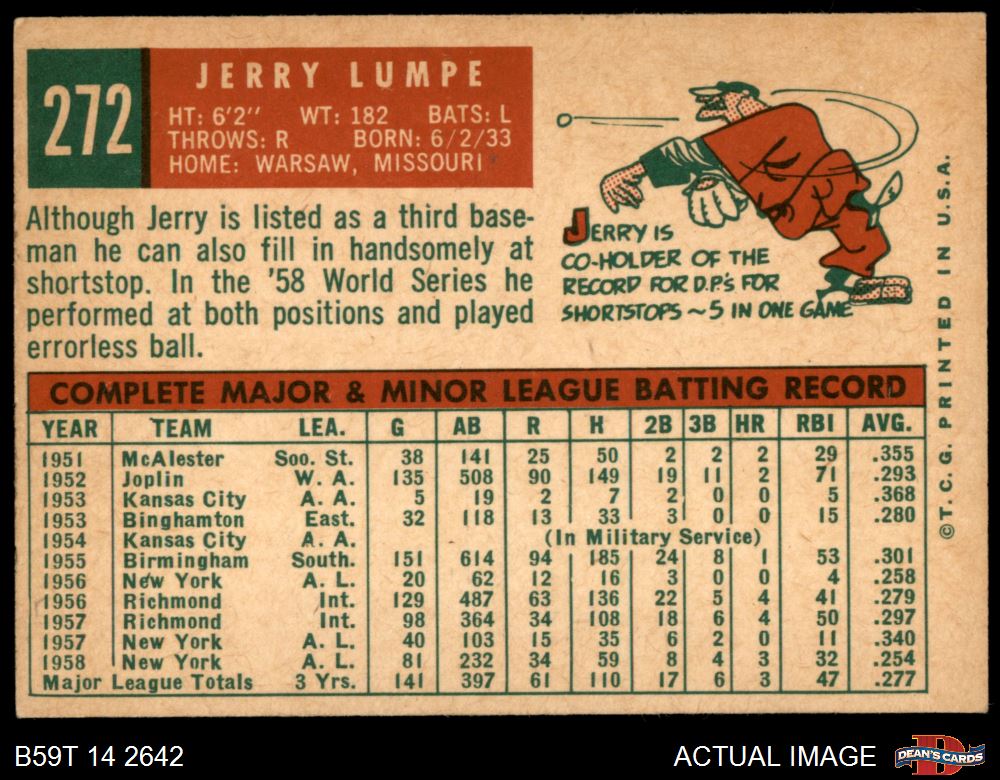 272
JERRY LUMPE
HT: 6'2" WT: 182 BATS: L
THROWS: R BORN: 6/2/33
HOME: WARSAW, MISSOURI
Although Jerry is listed as a third base-
man he can also fill in handsomely at
shortstop. In the '58 World Series he
performed at both positions and played
errorless ball.
JERRY IS
CO-HOLDER OF THE
RECORD FOR D.P.'S FOR
SHORTSTOPS ~ 5 IN ONE GAME
COMPLETE MAJOR & MINOR LEAGUE BATTING RECORD
YEAR TEAM LEA. G AB R H 2B 3B HR RBI AVG.
1951 McAlester Soo. St. 38 141 25 50 2 2 2 29 .355
1952 Joplin W. A. 135 508 90 149 19 11 2 71 .293
1953 Kansas City A. A. 5 19 2 7 2 0 0 5 .368
1953 Binghamton East. 32 118 13 33 3 0 0 15 .280
1954 Kansas City A. A. (In Military Service)
1955 Birmingham South. 151 614 94 185 24 8 1 53 .301
1956 New York A. L. 20 62 12 16 3 0 0 4 .258
1956 Richmond Int. 129 487 63 136 22 5 4 41 .279
1957 Richmond Int. 98 364 34 108 18 6 4 50 .297
1957 New York A. L. 40 103 15 35 6 2 0 11 .340
1958 New York A. L. 81 232 34 59 8 4 3 32 .254
Major League Totals 3 Yrs. 141 397 61 110 17 6 3 47 .277
© T. C. G. PRINTED IN U. S. A.
B59T 14 2642
ACTUAL IMAGE
DEAN'S CARDS